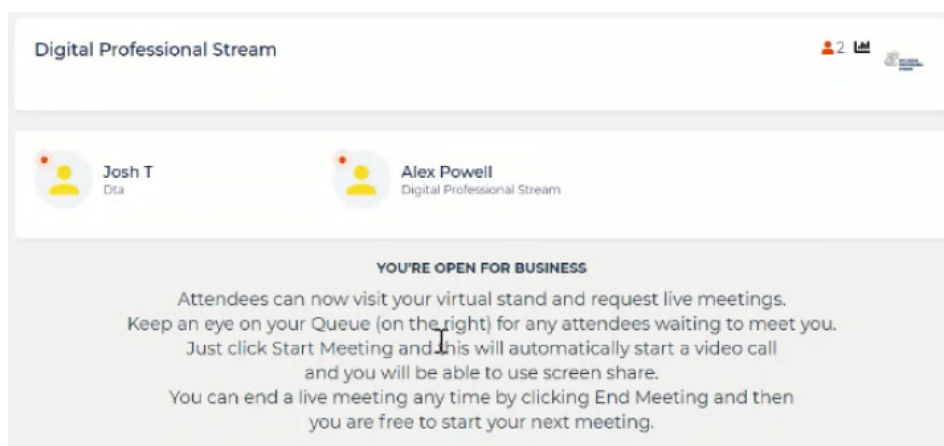 Digital Professional Stream
2
Josh T
Dta
Alex Powell
Digital Professional Stream
YOU'RE OPEN FOR BUSINESS
Attendees can now visit your virtual stand and request live meetings.
Keep an eye on your Queue (on the right) for any attendees waiting to meet you.
Just click Start Meeting and this will automatically start a video call
and you will be able to use screen share.
You can end a live meeting any time by clicking End Meeting and then
you are free to start your next meeting.